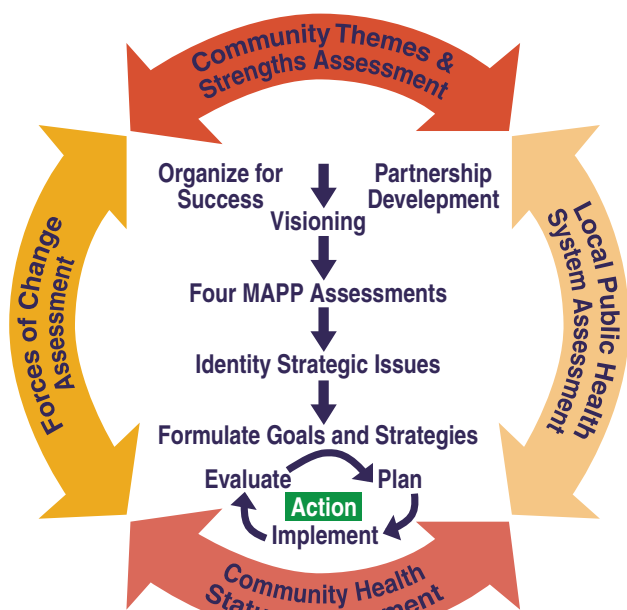 Community Themes &
Strengths Assessment
Organize for
Success
Partnership
Develepment
Visioning
Four MAPP Assessments
Identity Strategic Issues
Formulate Goals and Strategies
Evaluate
Plan
Action
Implement
Forces of Change
Assessment
Local Public Health
System Assessment
Community Health